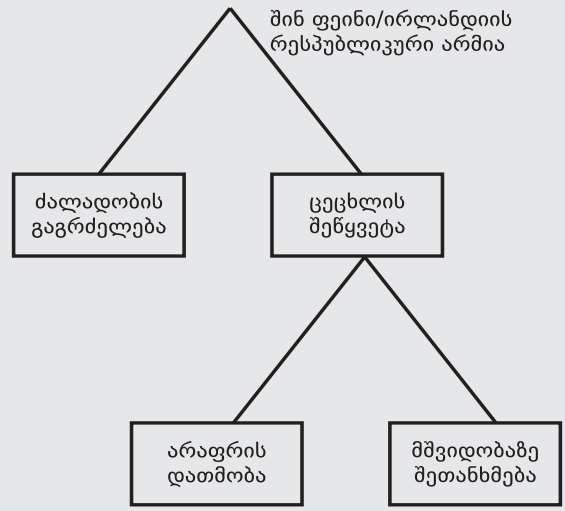 შინ ფეინი/ირლანდიის
რესპუბლიკური არმია
ძალადობის
გაგრძელება
ცეცხლის
შეწყვეტა
არაფრის
დათმობა
მშვიდობაზე
შეთანხმება